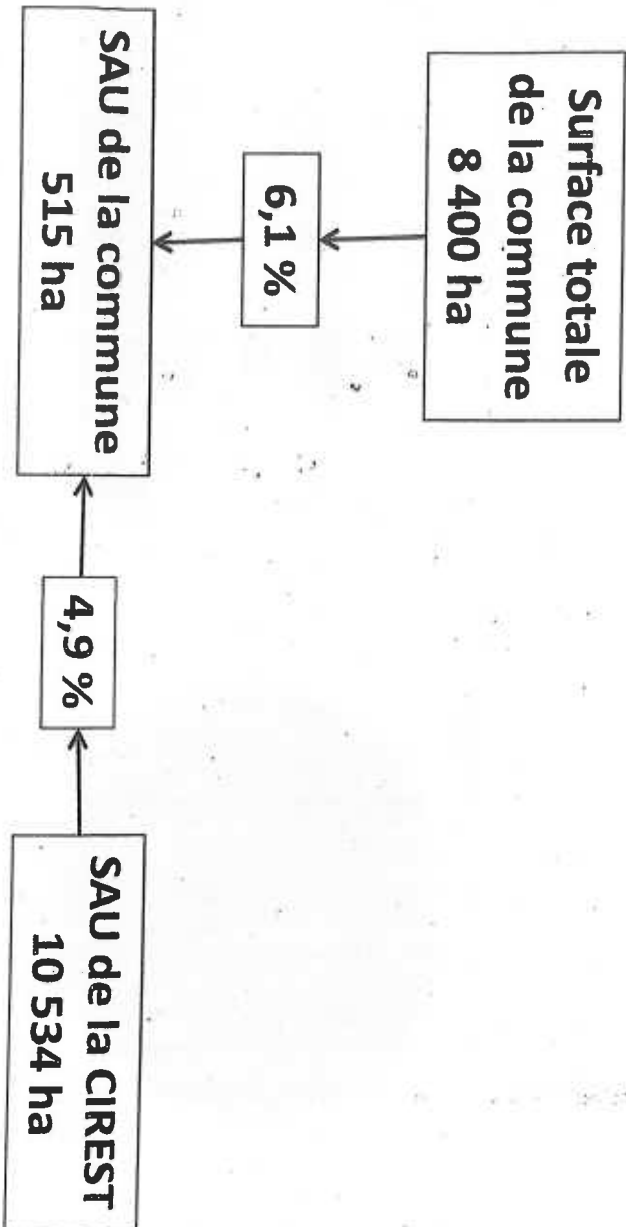 Surface totale
de la commune
8 400 ha
6,1 %
SAU de la commune
515 ha
4,9 %
SAU de la CIREST
10 534 ha